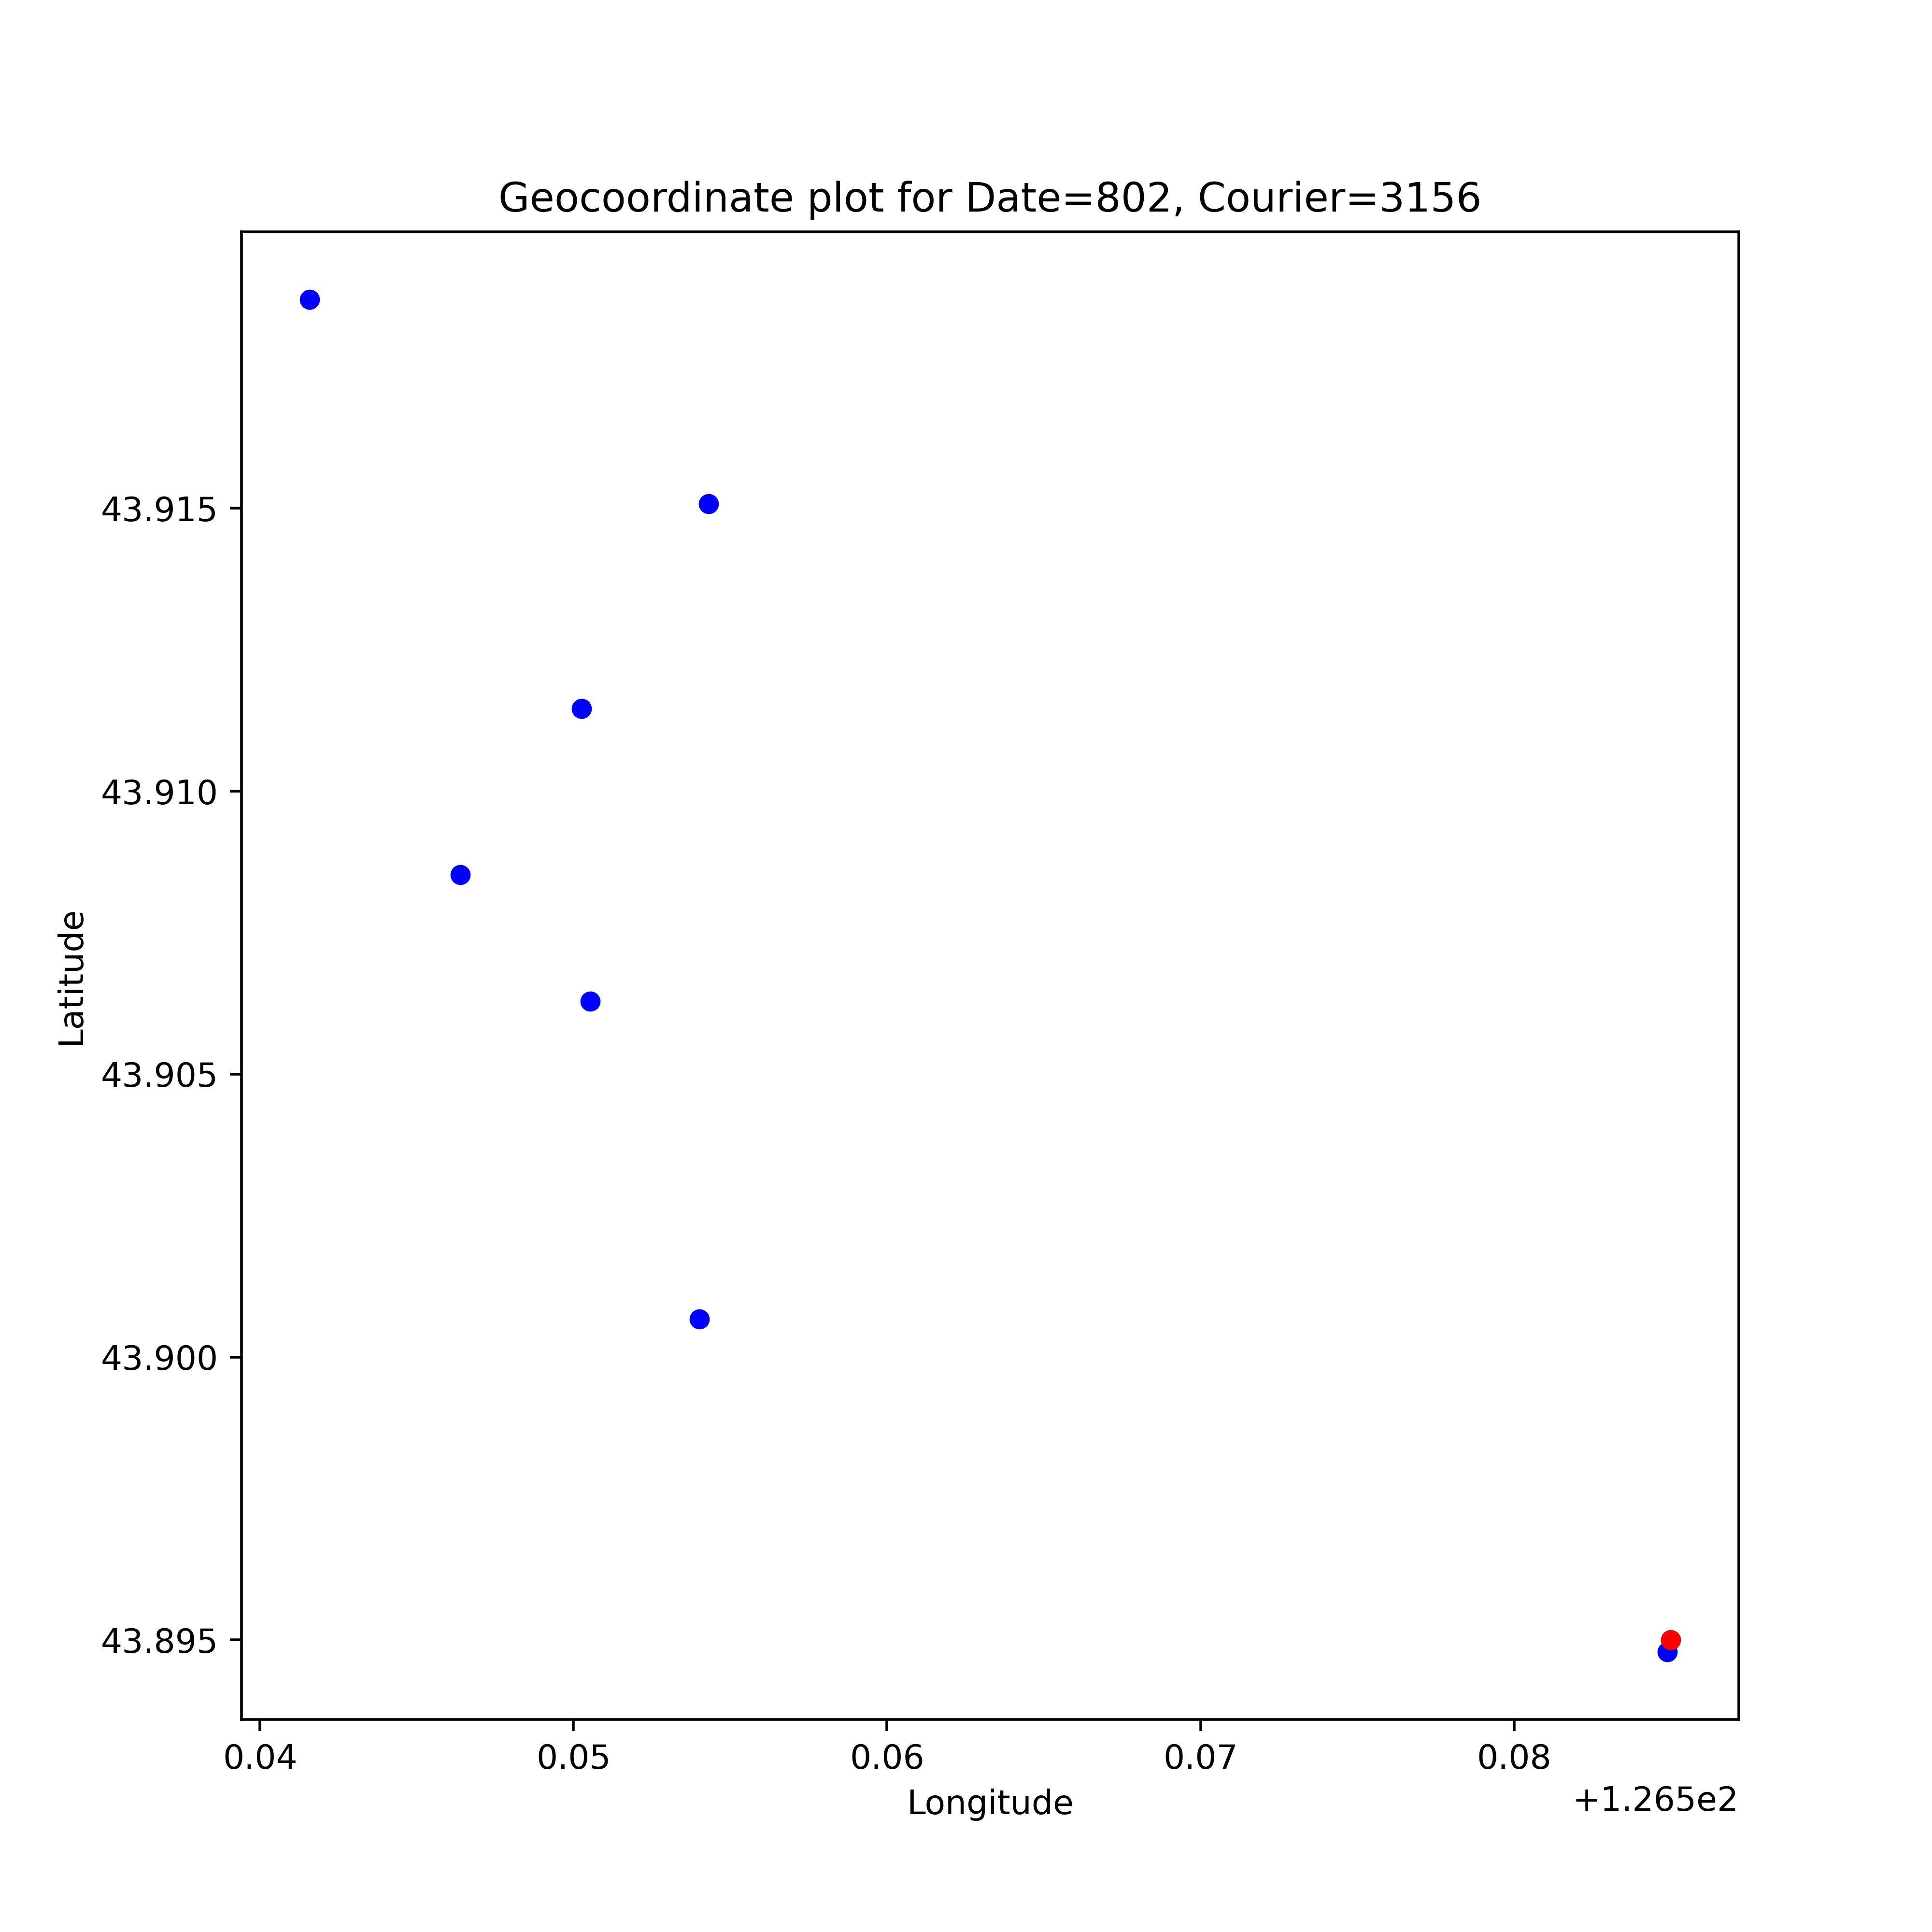 Geocoordinate plot for Date=802, Courier=3156
43.915
43.910
43.905
43.900
43.895
Latitude
0.04 0.05 0.06 0.07 0.08
Longitude
+1.265e2